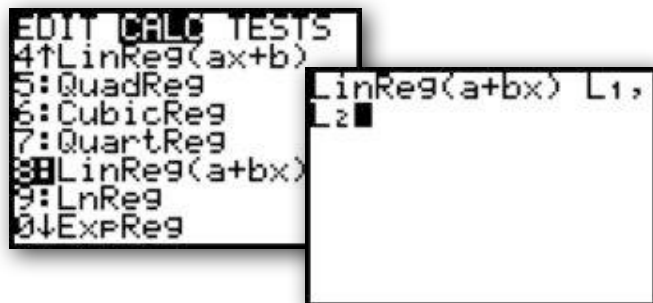 EDIT CALC TESTS
4↑LinReg(ax+b)
5:QuadReg
6:CubicReg
7:QuartReg
8:LinReg(a+bx)
9:LnReg
0↓ExpReg
LinReg(a+bx) L₁,
L₂